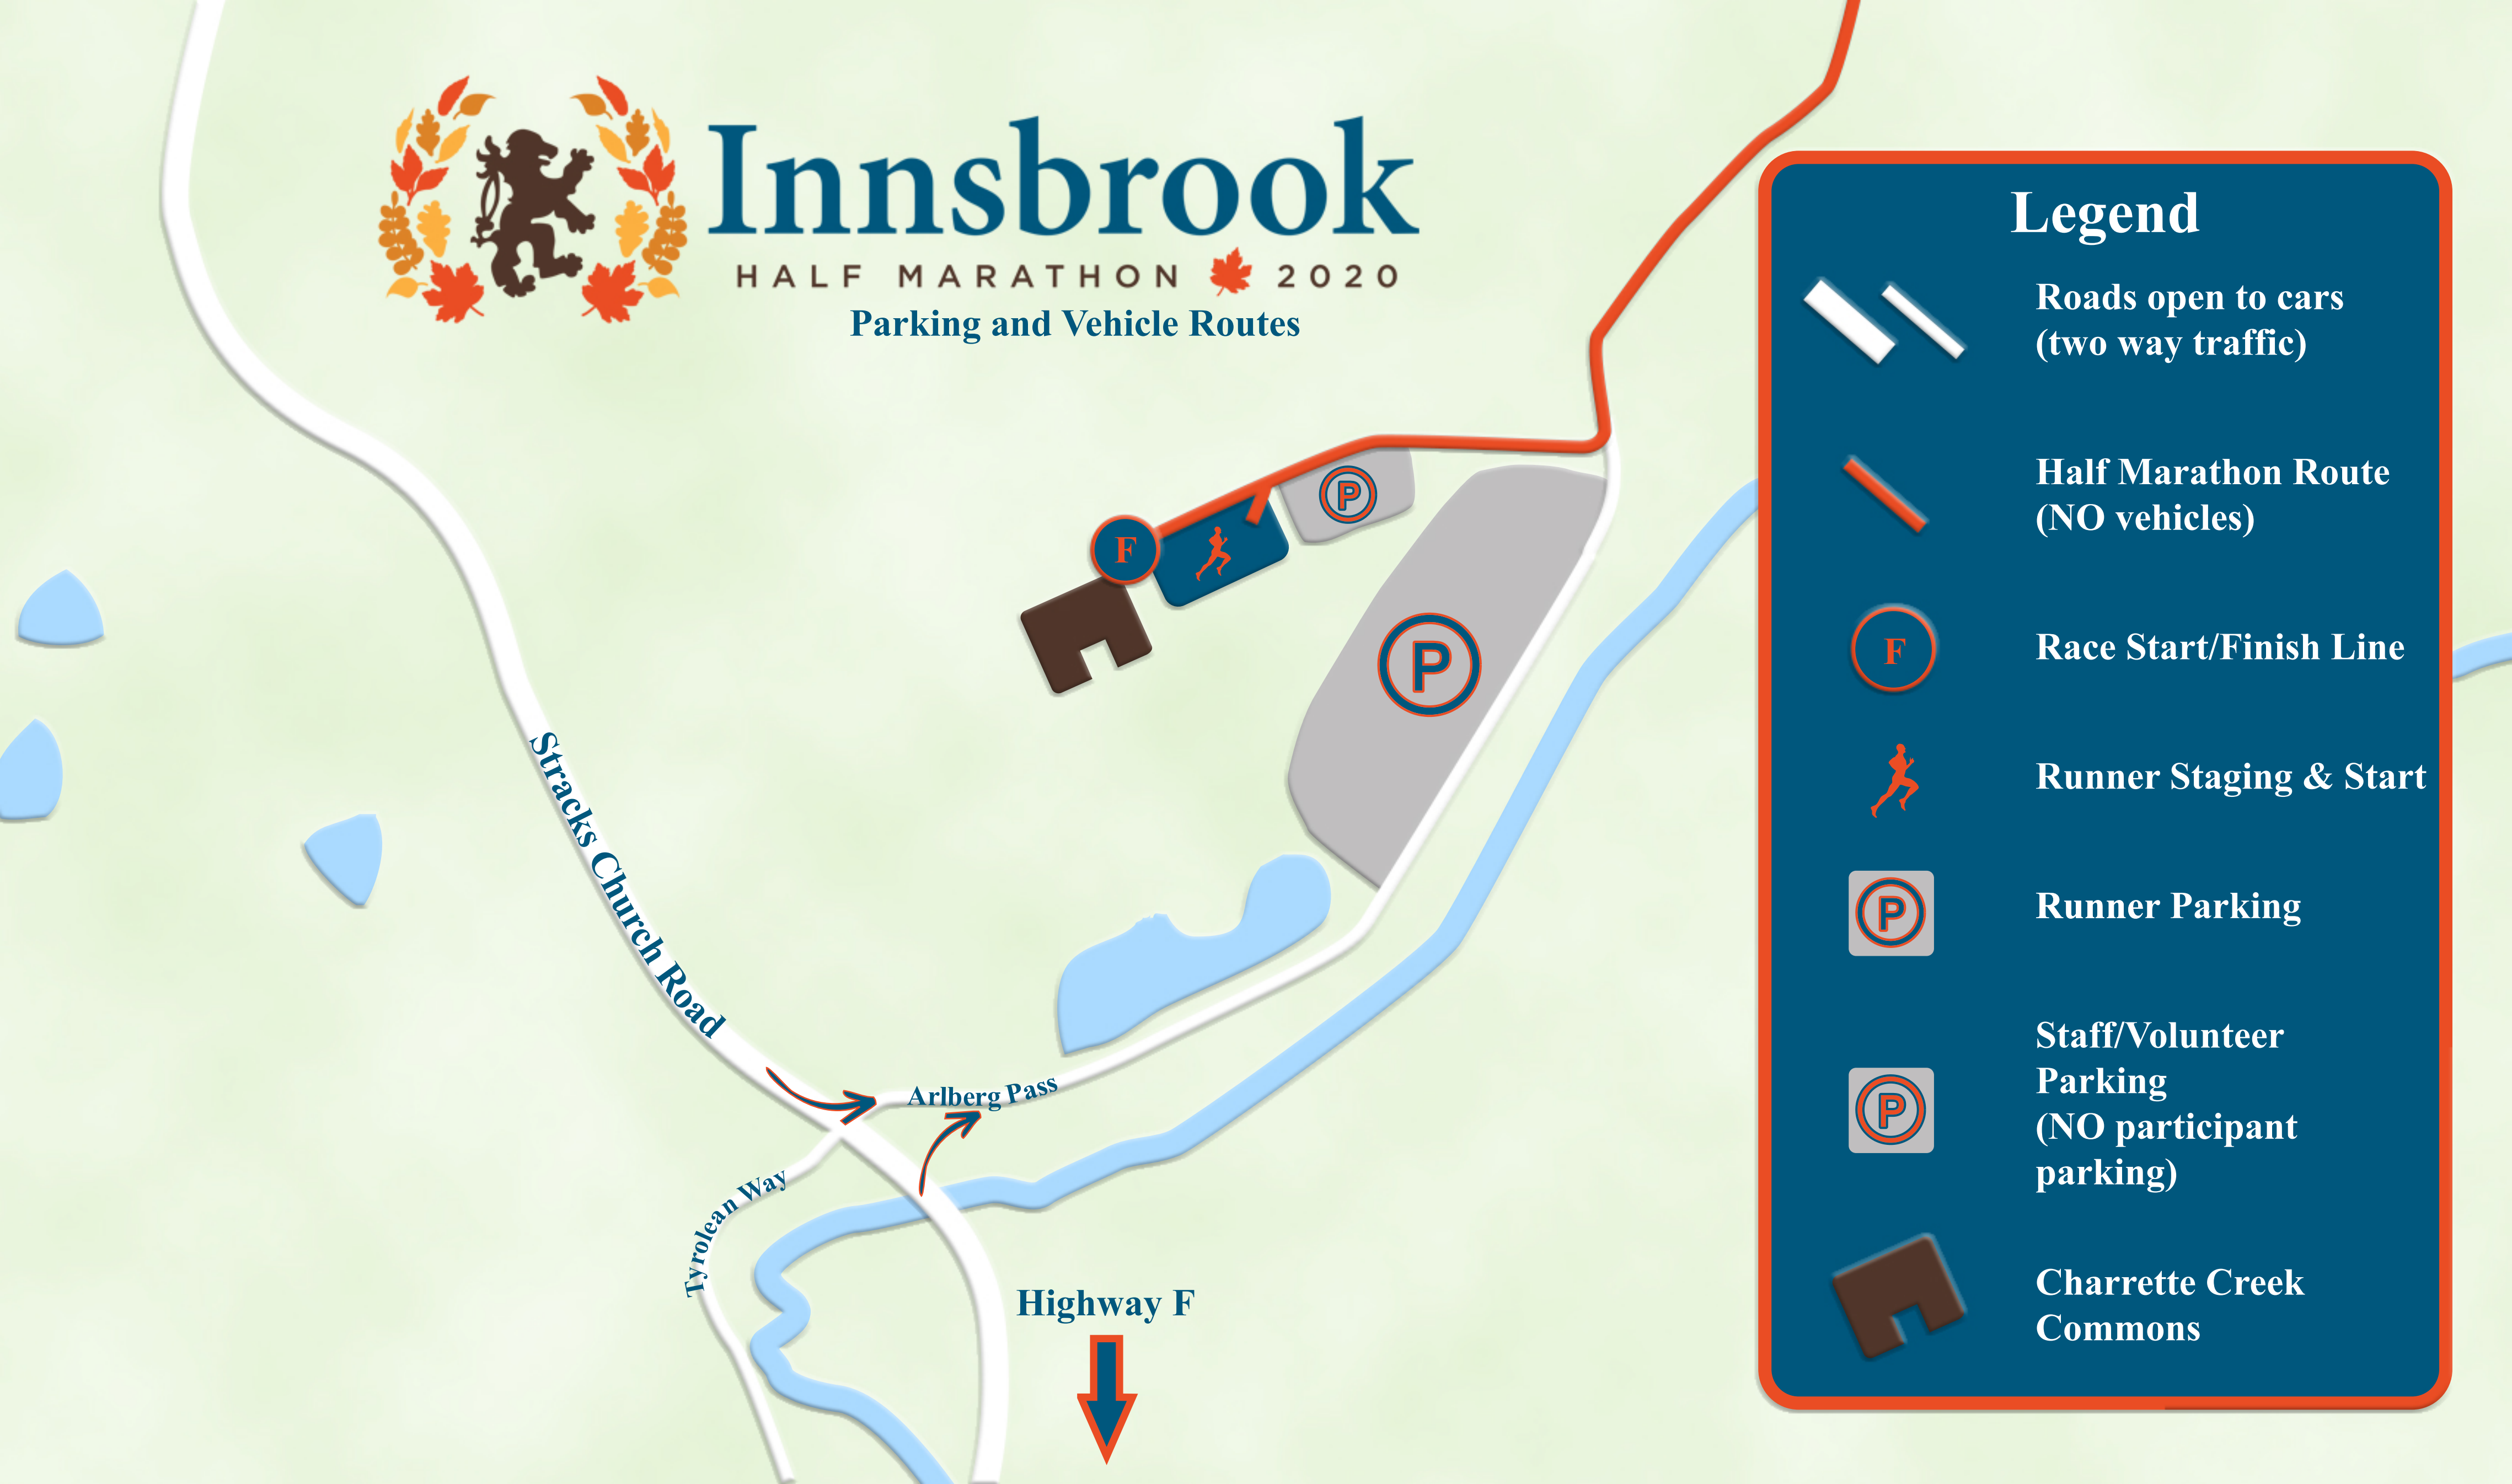 Innsbrook
HALF MARATHON 2020
Parking and Vehicle Routes
Legend
Roads open to cars
(two way traffic)
Half Marathon Route
(NO vehicles)
F
Race Start/Finish Line
Runner Staging & Start
P
Runner Parking
P
Staff/Volunteer
Parking
(NO participant
parking)
Charrette Creek
Commons
P
F
P
Stracks Church Road
Arlberg Pass
Tyrolean Way
Highway F